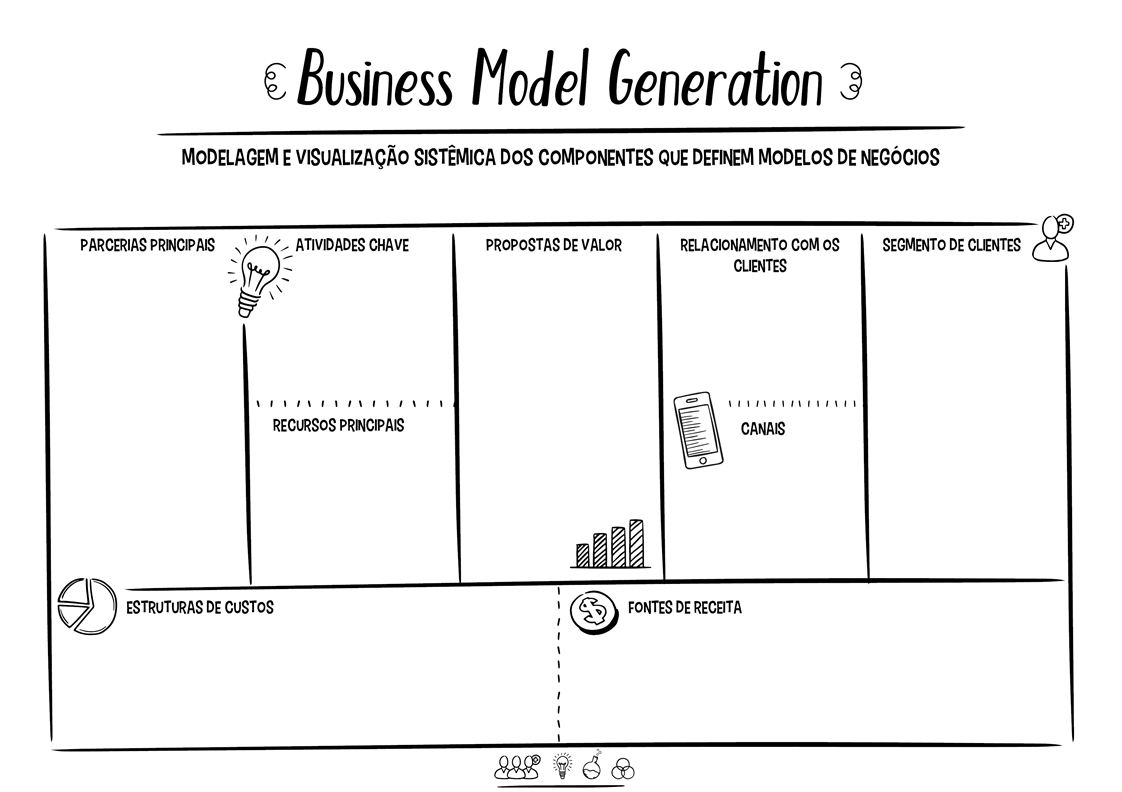 Business Model Generation
MODELAGEM E VISUALIZAÇÃO SISTÊMICA DOS COMPONENTES QUE DEFINEM MODELOS DE NEGÓCIOS
PARCERIAS PRINCIPAIS
ATIVIDADES CHAVE
RECURSOS PRINCIPAIS
PROPOSTAS DE VALOR
RELACIONAMENTO COM OS
CLIENTES
CANAIS
SEGMENTO DE CLIENTES
ESTRUTURAS DE CUSTOS
$
FONTES DE RECEITA